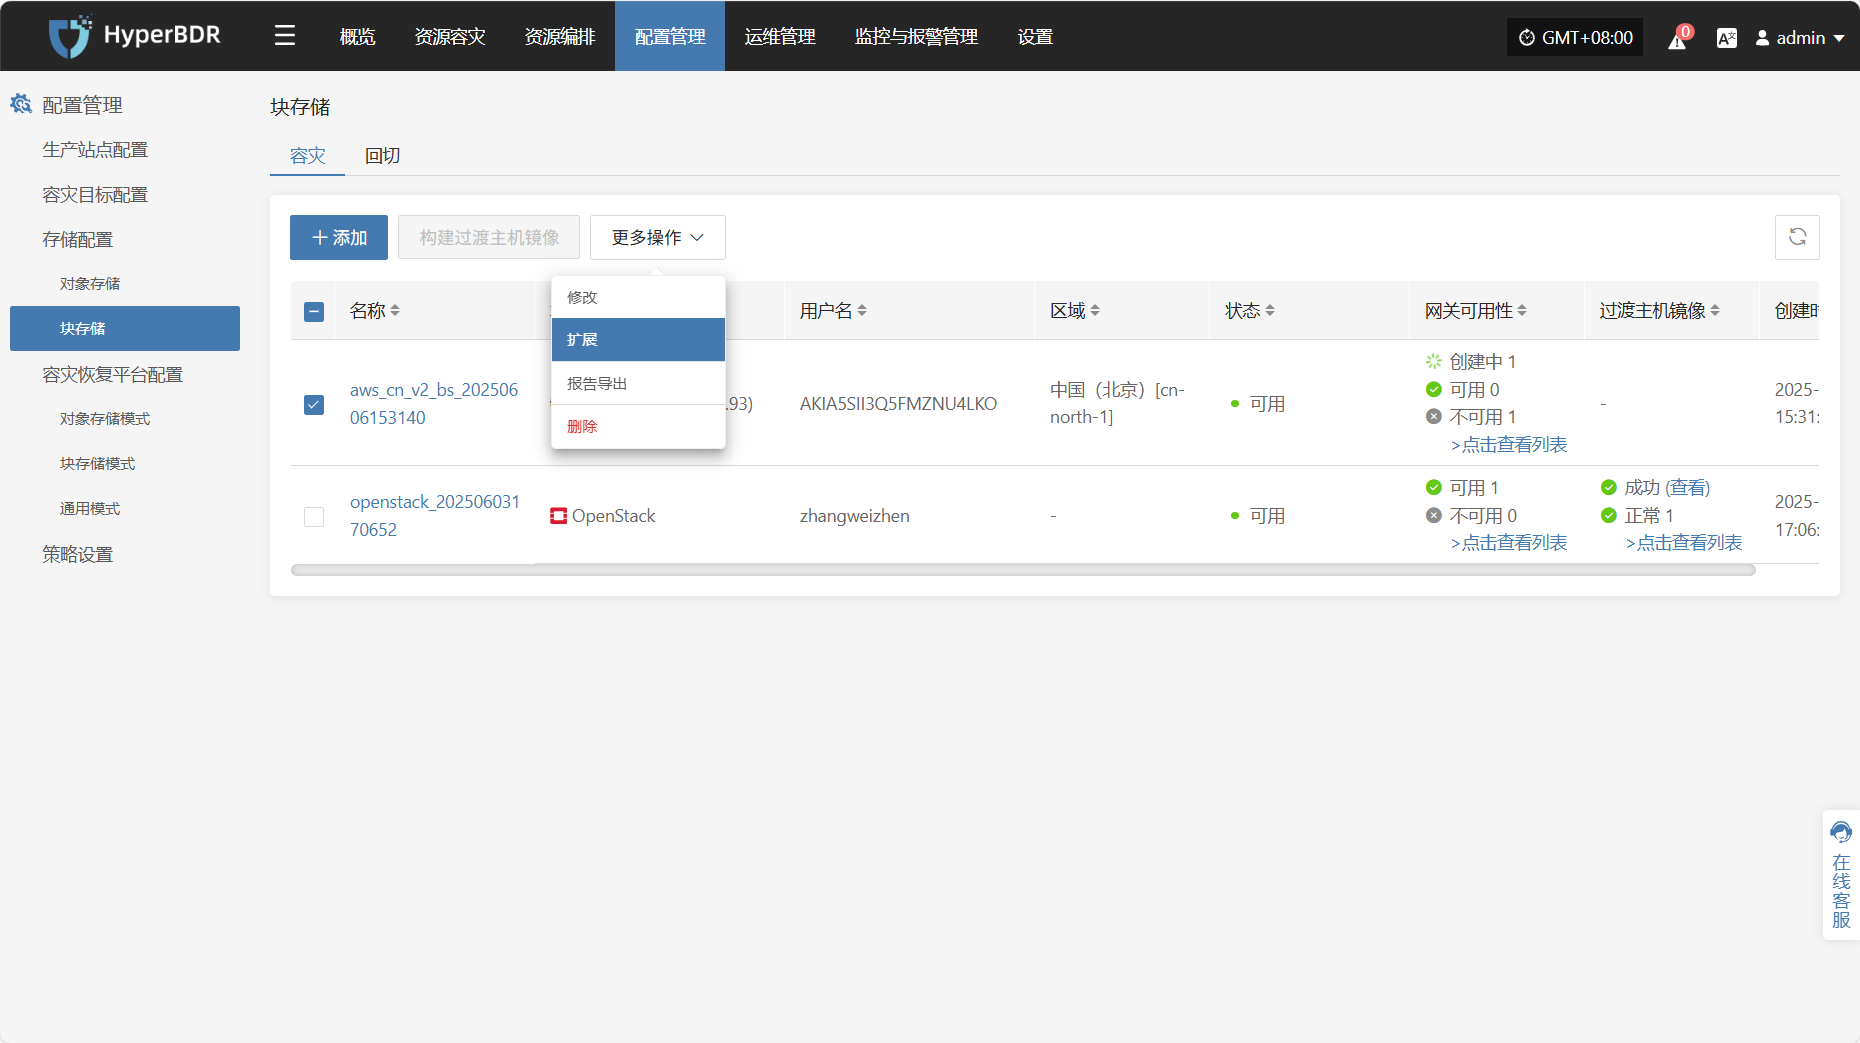 HyperBDR
概览
资源容灾
资源编排
配置管理
运维管理
监控与报警管理
设置
GMT+08:00
0
admin
配置管理
生产站点配置
容灾目标配置
存储配置
对象存储
块存储
容灾恢复平台配置
对象存储模式
块存储模式
通用模式
策略设置
块存储
容灾
回切
添加
构建过渡主机镜像
更多操作
修改
扩展
报告导出
删除
名称
用户名
区域
状态
网关可用性
过渡主机镜像
创建时
aws_cn_v2_bs_202506
06153140
.93)
AKIA5SII3Q5FMZNU4LKO
中国（北京）[cn-
north-1]
可用
创建中 1
可用 0
不可用 1
>点击查看列表
-
2025-
15:31:
openstack_202506031
70652
OpenStack
zhangweizhen
-
可用
可用 1
不可用 0
>点击查看列表
成功 (查看)
正常 1
>点击查看列表
2025-
17:06:
在线客服